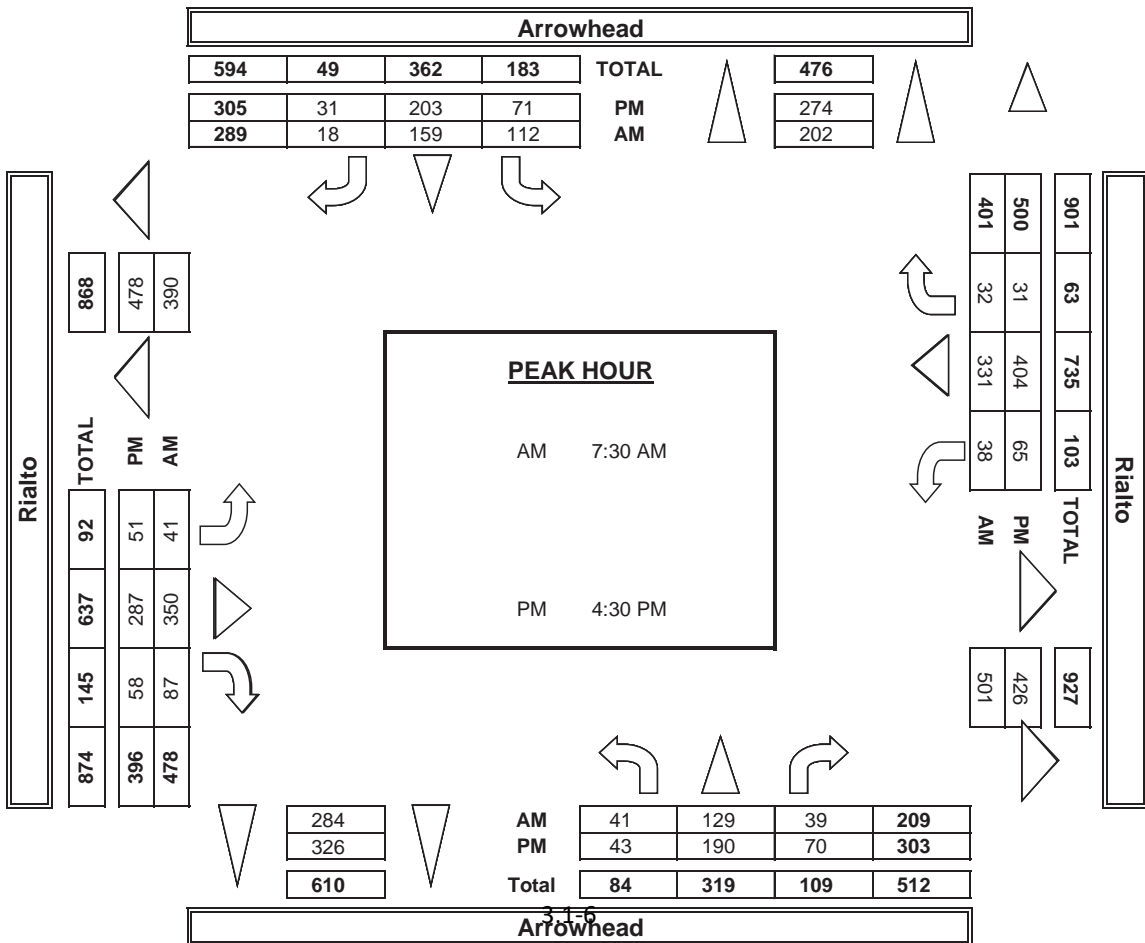 Arrowhead
594 49 362 183 TOTAL 476
305 31 203 71 PM 274
289 18 159 112 AM 202
Rialto
868
478
390
TOTAL
PM
AM
92 637 145 874
51 287 58 396
41 350 87 478
PEAK HOUR
AM 7:30 AM
PM 4:30 PM
401 32 331 38 AM 501
500 31 404 65 PM 426
901 63 735 103 TOTAL 927
Rialto
284 AM 41 129 39 209
326 PM 43 190 70 303
610 Total 84 319 109 512
3.1-6
Arrowhead